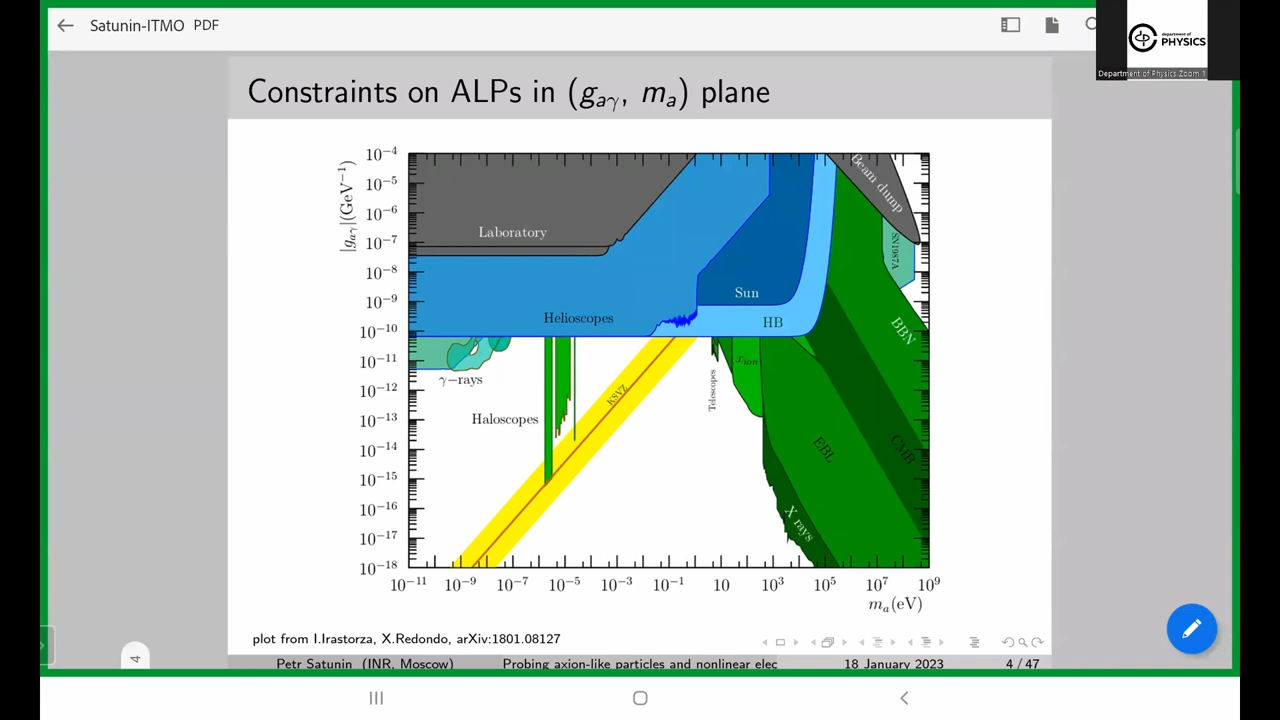 Satunin-ITMO PDF
department of
PHYSICS
Department of Physics Zoom 1
Constraints on ALPs in (gaγ, ma) plane
|gaγ|(GeV⁻¹)
10⁻⁴
10⁻⁵
10⁻⁶
10⁻⁷
10⁻⁸
10⁻⁹
10⁻¹⁰
10⁻¹¹
10⁻¹²
10⁻¹³
10⁻¹⁴
10⁻¹⁵
10⁻¹⁶
10⁻¹⁷
10⁻¹⁸
Beam dump
Laboratory
SN1987A
Sun
Helioscopes
HB
BBN
xion
γ−rays
Telescopes
KSVZ
Haloscopes
EBL
CMB
X rays
10⁻¹¹ 10⁻⁹ 10⁻⁷ 10⁻⁵ 10⁻³ 10⁻¹ 10 10³ 10⁵ 10⁷ 10⁹
ma(eV)
plot from I.Irastorza, X.Redondo, arXiv:1801.08127
Petr Satunin (INR, Moscow) Probing axion-like particles and nonlinear elec 18 January 2023 4 / 47
4